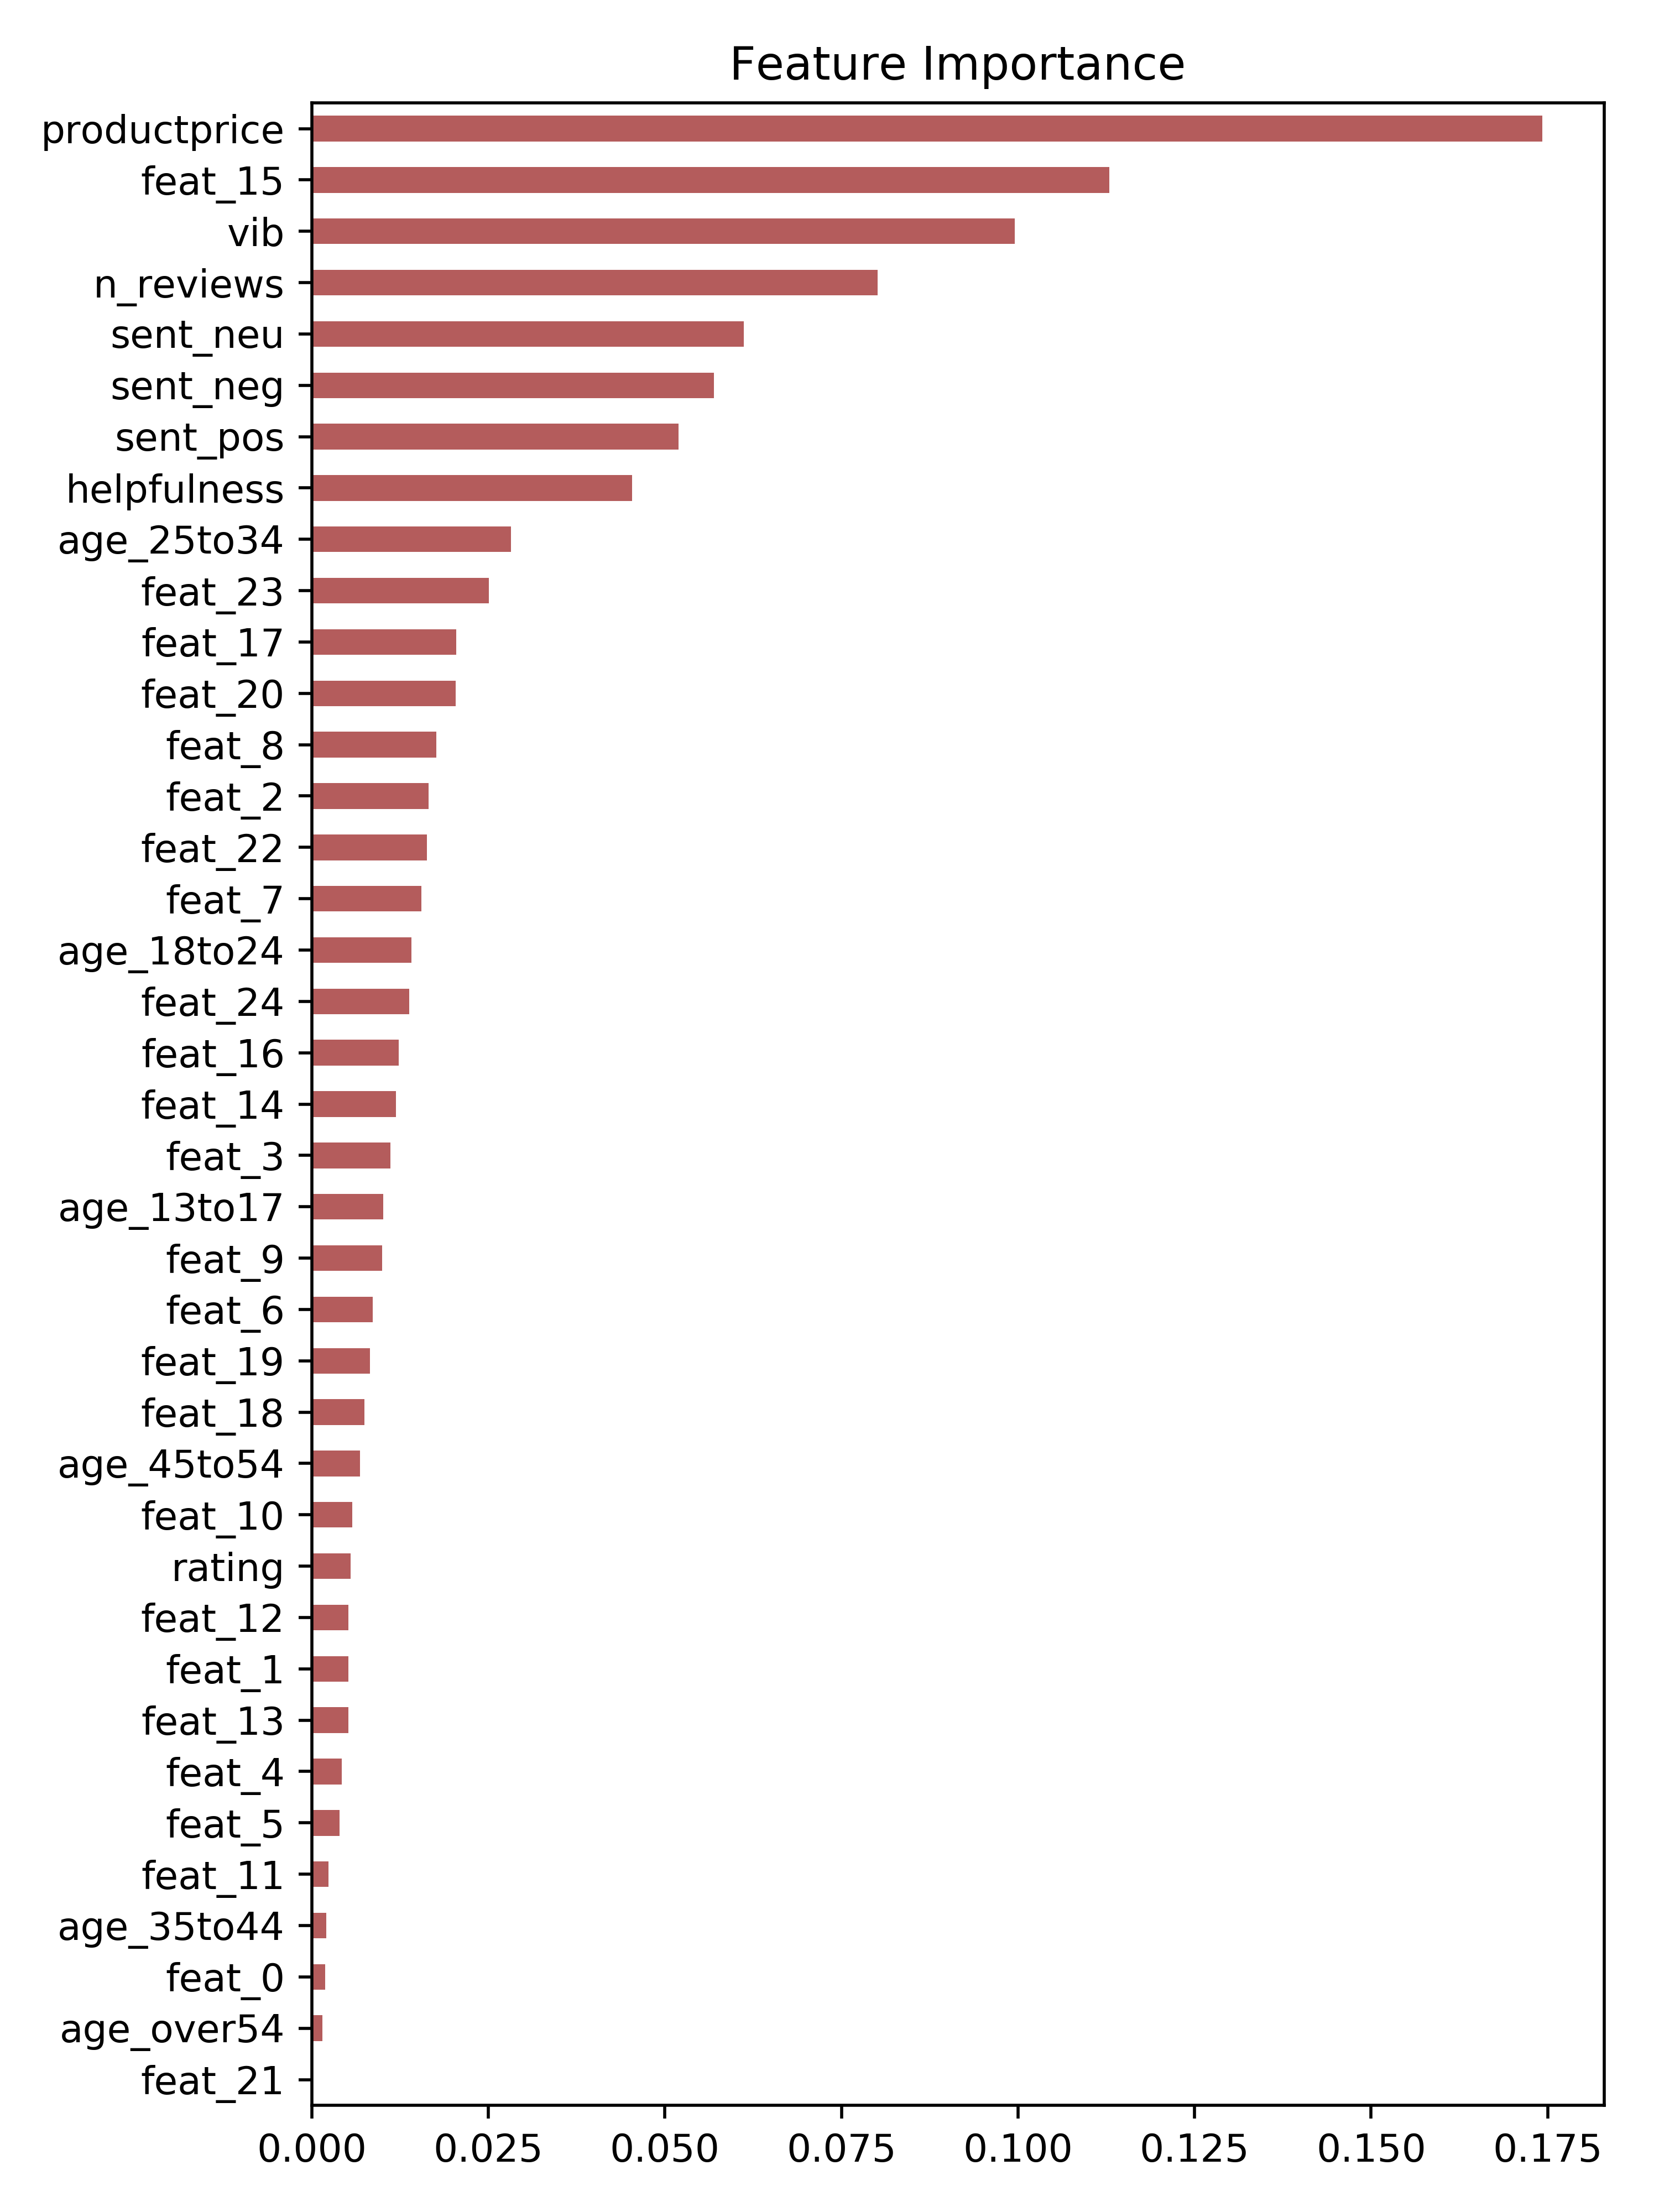 Feature Importance
productprice
feat_15
vib
n_reviews
sent_neu
sent_neg
sent_pos
helpfulness
age_25to34
feat_23
feat_17
feat_20
feat_8
feat_2
feat_22
feat_7
age_18to24
feat_24
feat_16
feat_14
feat_3
age_13to17
feat_9
feat_6
feat_19
feat_18
age_45to54
feat_10
rating
feat_12
feat_1
feat_13
feat_4
feat_5
feat_11
age_35to44
feat_0
age_over54
feat_21
0.000 0.025 0.050 0.075 0.100 0.125 0.150 0.175